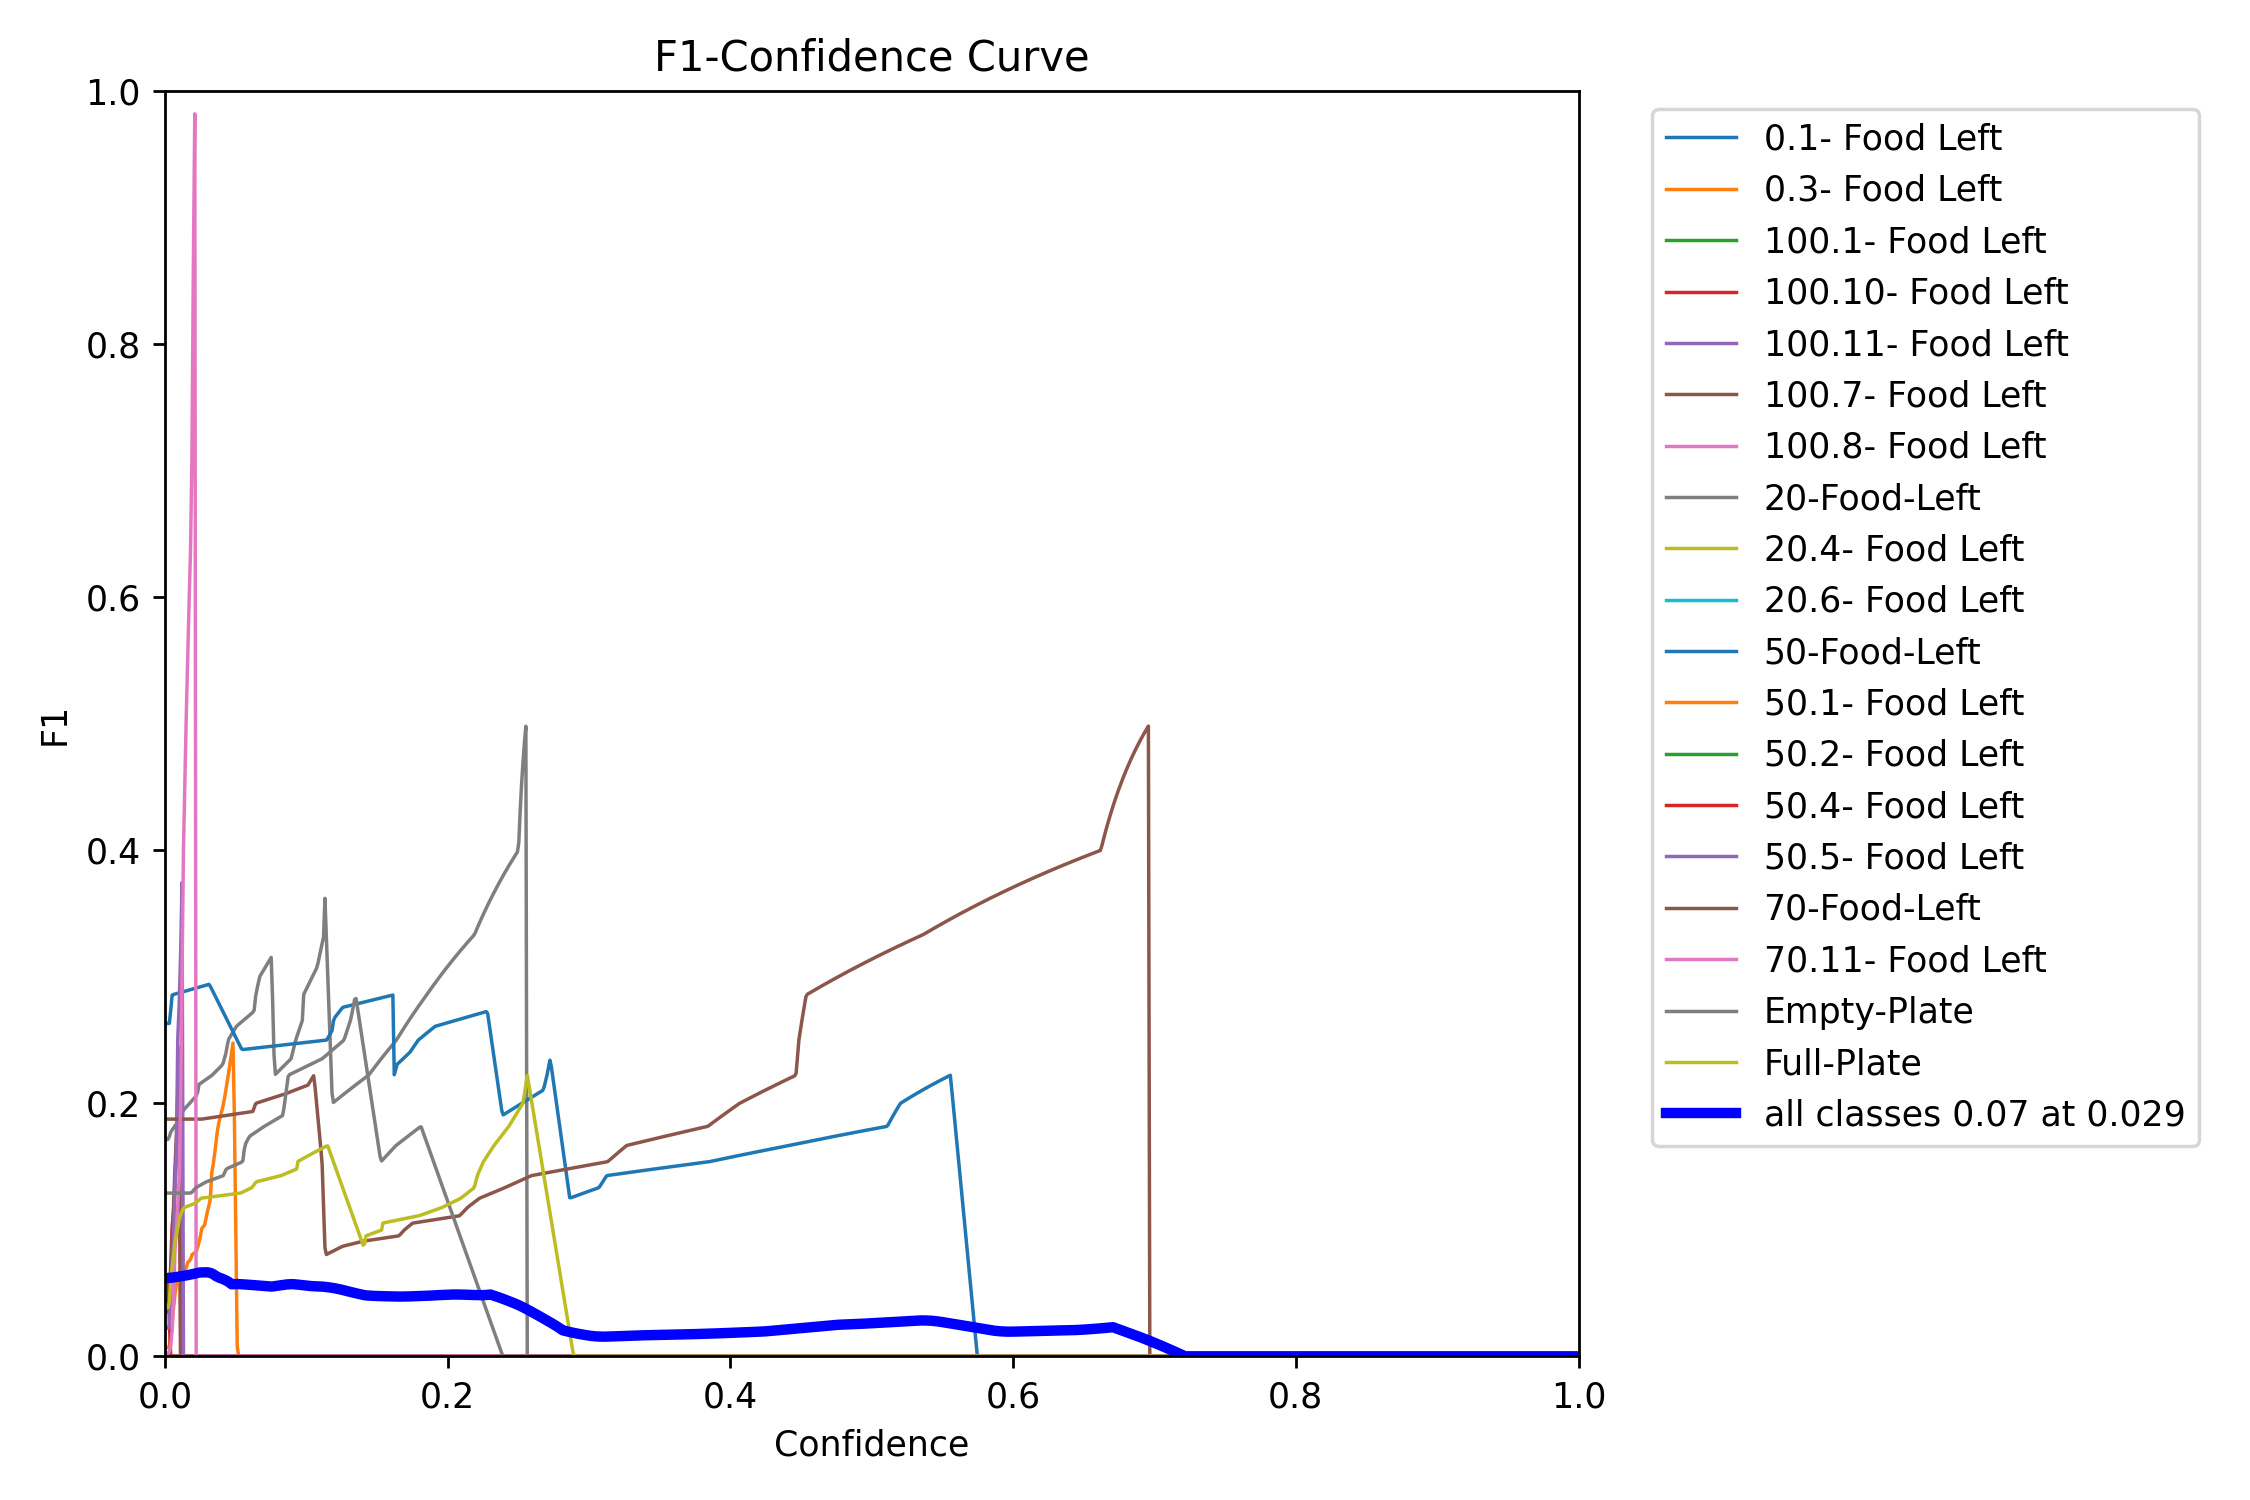 F1-Confidence Curve
1.0
0.8
0.6
0.4
0.2
0.0
F1
0.0 0.2 0.4 0.6 0.8 1.0
Confidence
0.1- Food Left
0.3- Food Left
100.1- Food Left
100.10- Food Left
100.11- Food Left
100.7- Food Left
100.8- Food Left
20-Food-Left
20.4- Food Left
20.6- Food Left
50-Food-Left
50.1- Food Left
50.2- Food Left
50.4- Food Left
50.5- Food Left
70-Food-Left
70.11- Food Left
Empty-Plate
Full-Plate
all classes 0.07 at 0.029